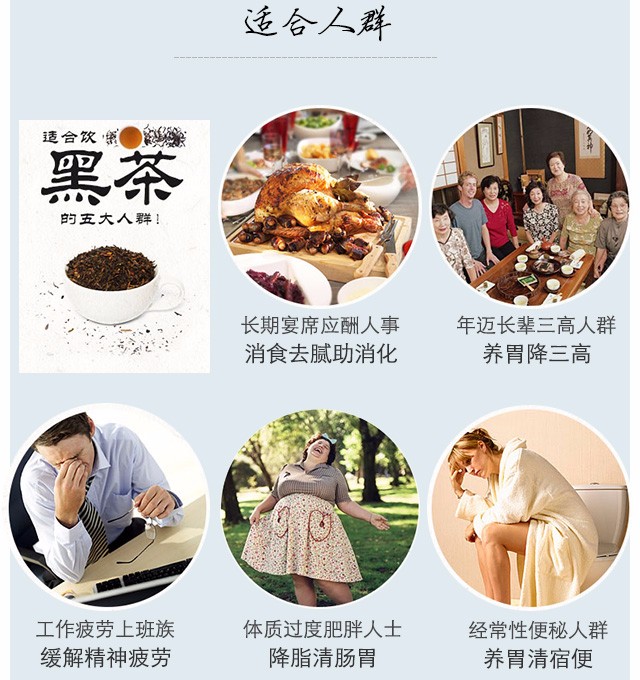 适合人群
适合饮
黑茶
的五大人群！
长期宴席应酬人事
消食去腻助消化
年迈长辈三高人群
养胃降三高
工作疲劳上班族
缓解精神疲劳
体质过度肥胖人士
降脂清肠胃
经常性便秘人群
养胃清宿便